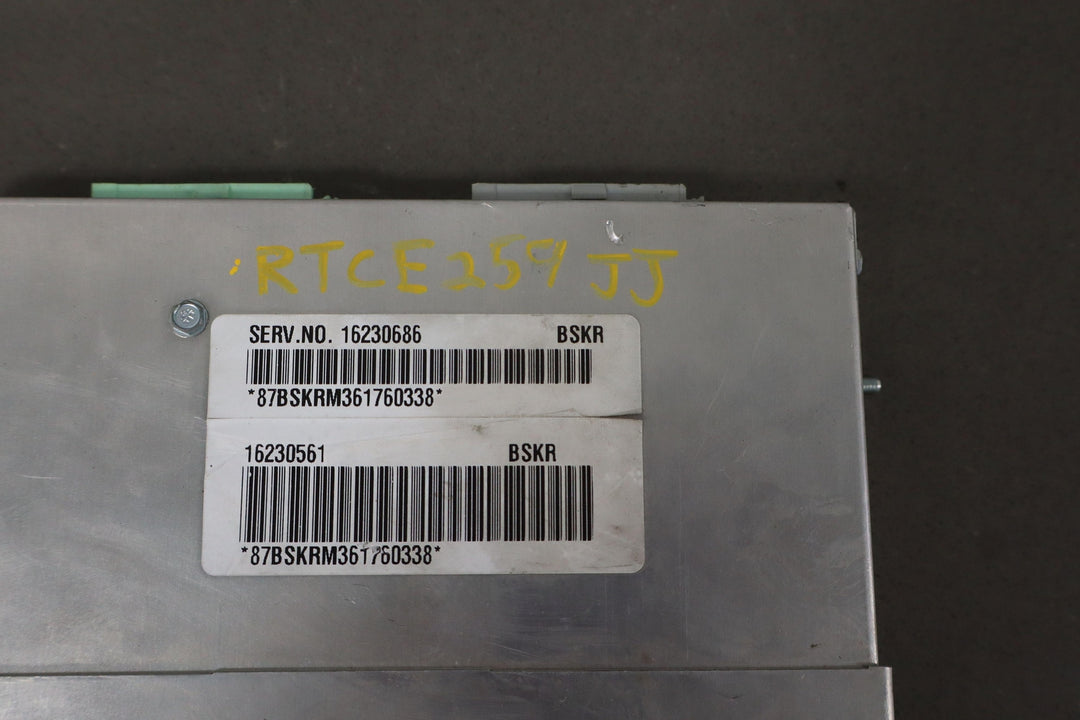 RTCE259 JJ
SERV.NO. 16230686 BSKR
*87BSKRM361760338*
16230561 BSKR
*87BSKRM361760338*